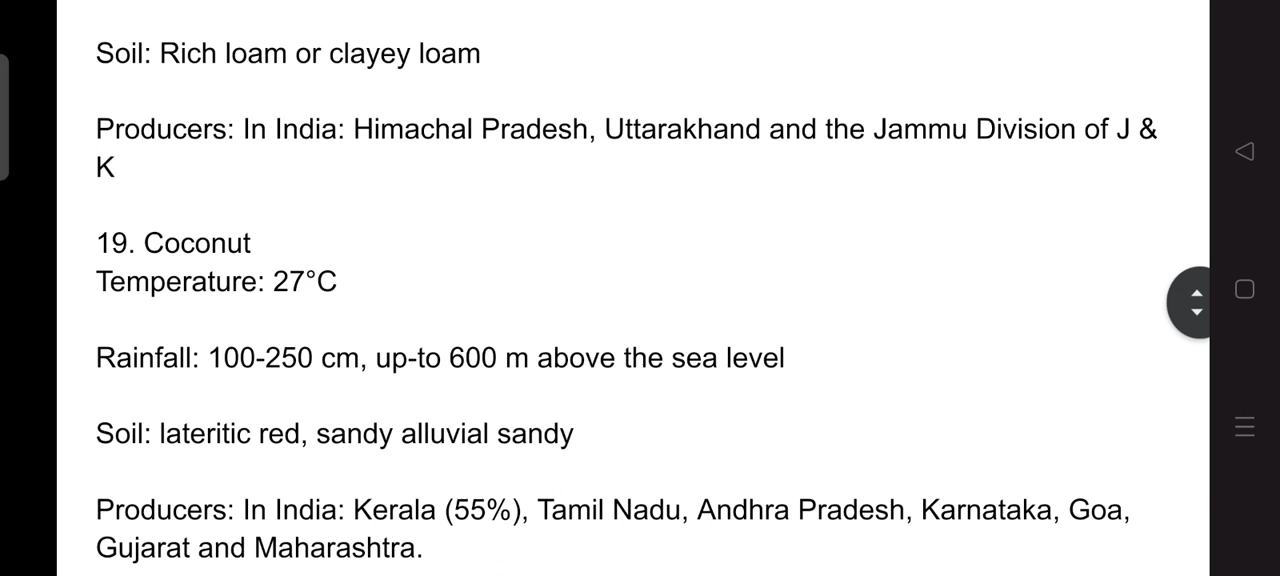 Soil: Rich loam or clayey loam
Producers: In India: Himachal Pradesh, Uttarakhand and the Jammu Division of J &
K
19. Coconut
Temperature: 27°C
Rainfall: 100-250 cm, up-to 600 m above the sea level
Soil: lateritic red, sandy alluvial sandy
Producers: In India: Kerala (55%), Tamil Nadu, Andhra Pradesh, Karnataka, Goa,
Gujarat and Maharashtra.